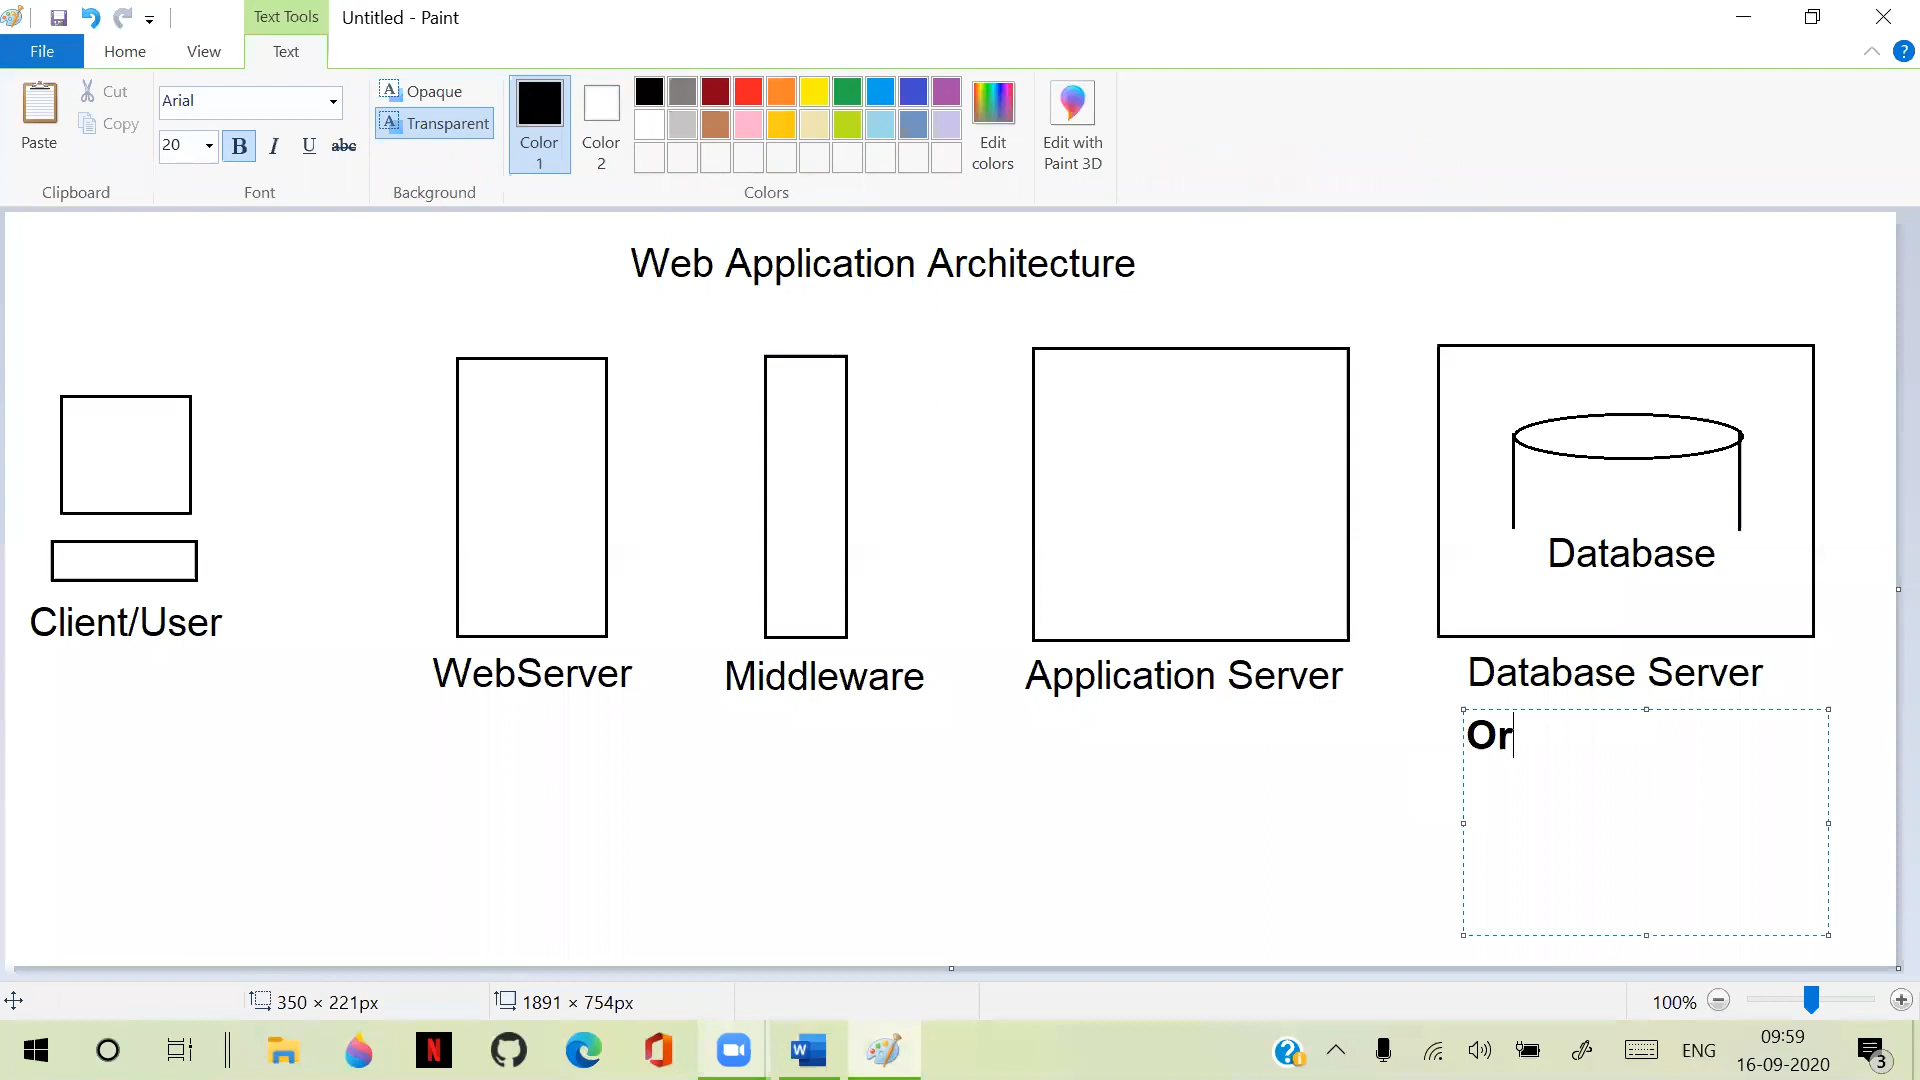 Text Tools
Untitled - Paint
File
Home
View
Text
Paste
Cut
Copy
Clipboard
Arial
20
B
I
U
abc
Font
A Opaque
A Transparent
Background
Color 1
Color 2
Colors
Edit colors
Edit with Paint 3D
Web Application Architecture
Client/User
WebServer
Middleware
Application Server
Database
Database Server
Or
350 × 221px
1891 × 754px
100%
N
W
ENG
09:59
16-09-2020
3